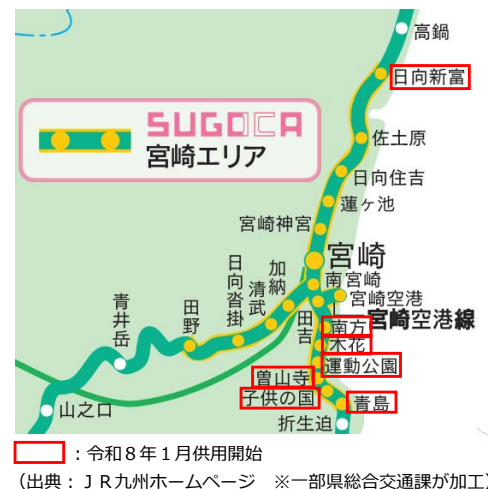 高鍋
日向新富
SUGOCA
宮崎エリア
佐土原
日向住吉
蓮ヶ池
宮崎神宮
宮崎
南宮崎
宮崎空港
宮崎空港線
加納
清武
日向沓掛
田野
青井岳
山之口
田吉
南方
木花
運動公園
曽山寺
子供の国
青島
折生迫
：令和８年１月供用開始
（出典：ＪＲ九州ホームページ　※一部県総合交通課が加工）